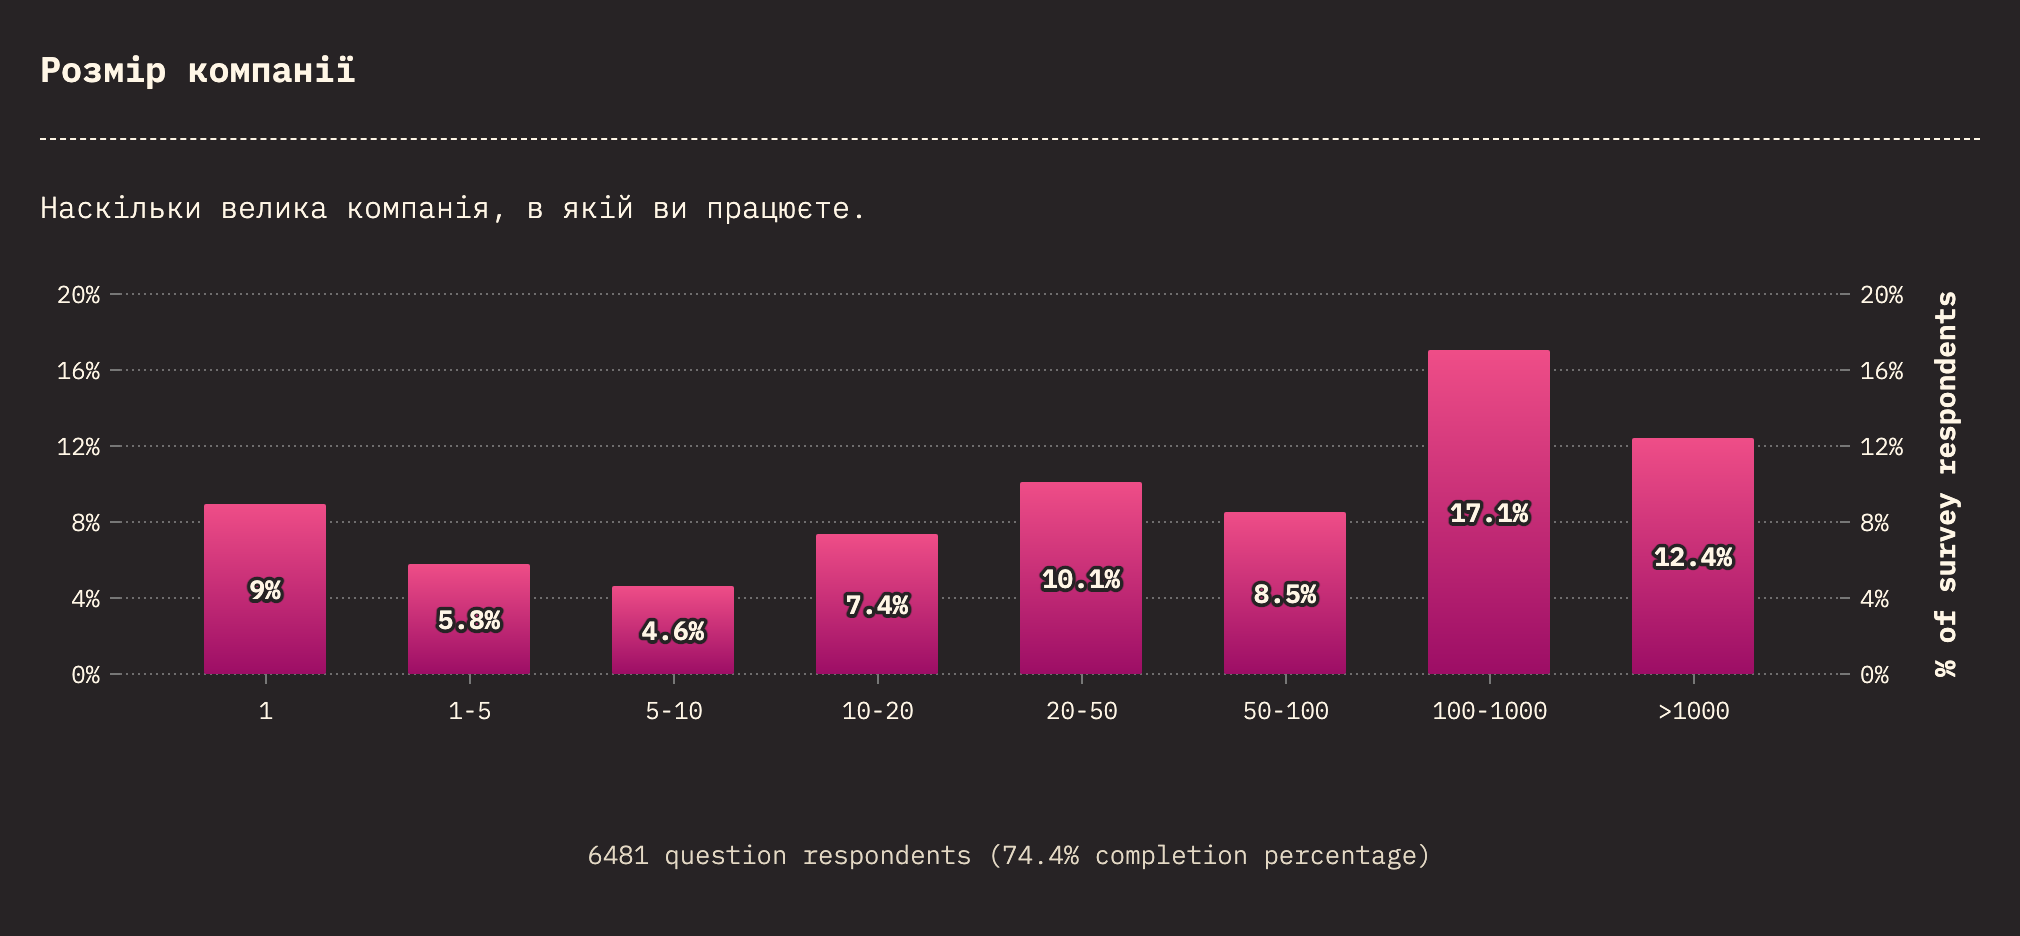 Розмір компанії
Наскільки велика компанія, в якій ви працюєте.
20% 20%
16% 16%
12% 12%
8% 8%
4% 4%
0% 0%
9% 5.8% 4.6% 7.4% 10.1% 8.5% 17.1% 12.4%
1 1-5 5-10 10-20 20-50 50-100 100-1000 >1000
% of survey respondents
6481 question respondents (74.4% completion percentage)